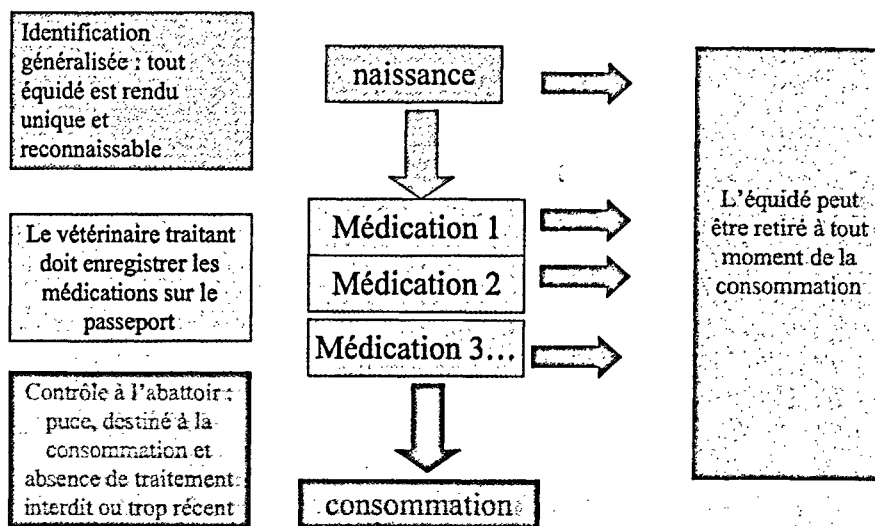 Identification
généralisée : tout
équidé est rendu
unique et
reconnaissable
naissance
Le vétérinaire traitant
doit enregistrer les
médications sur le
passeport
Médication 1
Médication 2
Médication 3...
L'équidé peut
être retiré à tout
moment de la
consommation
Contrôle à l'abattoir :
puce, destiné à la
consommation et
absence de traitement
interdit ou trop récent
consommation